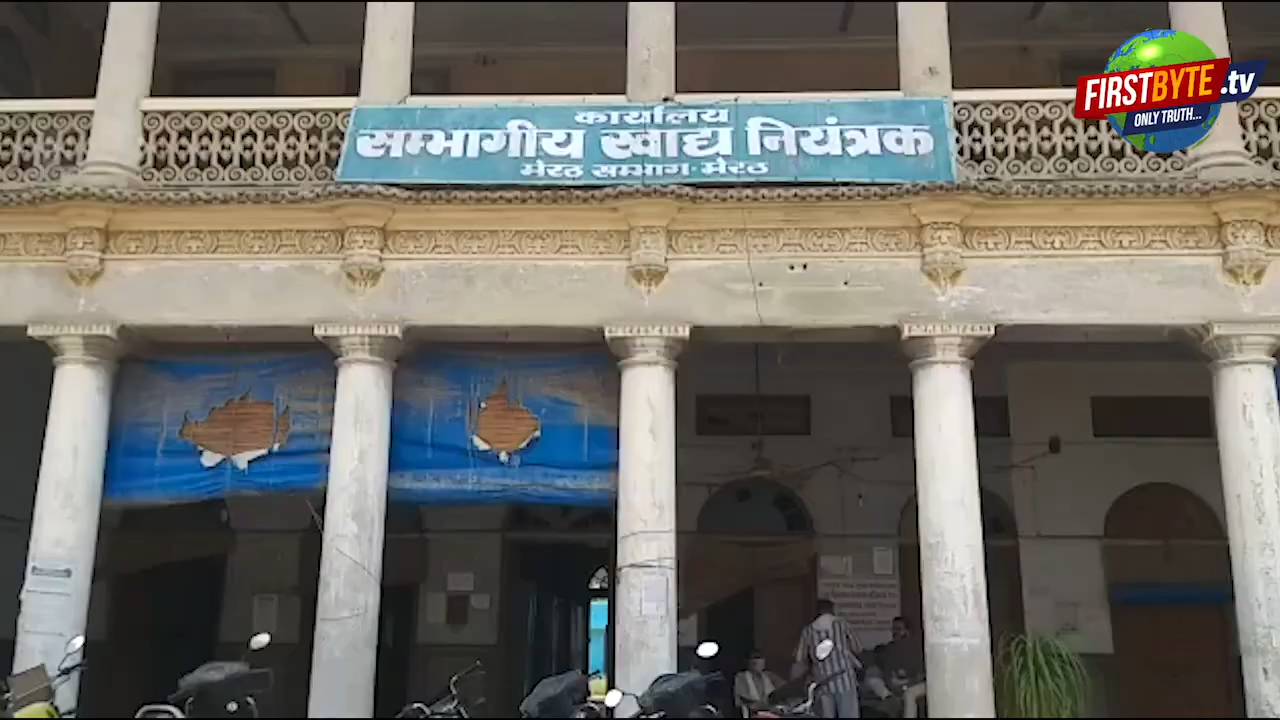 कार्यालय
सम्भागीय खाद्य नियंत्रक
मेरठ सम्भाग-मेरठ
FIRSTBYTE.tv
ONLY TRUTH...